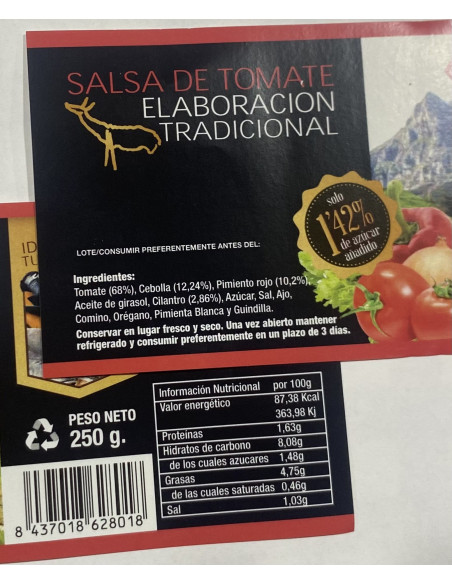 SALSA DE TOMATE
ELABORACION
TRADICIONAL
solo
1'42%
de azucar
añadido
LOTE/CONSUMIR PREFERENTEMENTE ANTES DEL:
Ingredientes:
Tomate (68%), Cebolla (12,24%), Pimiento rojo (10,2%),
Aceite de girasol, Cilantro (2,86%), Azúcar, Sal, Ajo,
Comino, Orégano, Pimienta Blanca y Guindilla.
Conservar en lugar fresco y seco. Una vez abierto mantener
refrigerado y consumir preferentemente en un plazo de 3 días.
PESO NETO
250 g.
8 437018 628018
Información Nutricional por 100g
Valor energético 87,38 Kcal
363,98 Kj
Proteinas 1,63g
Hidratos de carbono 8,08g
de los cuales azucares 1,48g
Grasas 4,75g
de las cuales saturadas 0,46g
Sal 1,03g